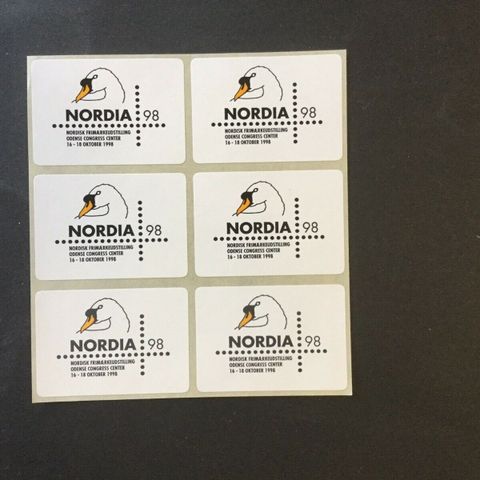 NORDIA 98
NORDISK FRIMÆRKEUDSTILLING
ODENSE CONGRESS CENTER
16 - 18 OKTOBER 1998
NORDIA 98
NORDISK FRIMÆRKEUDSTILLING
ODENSE CONGRESS CENTER
16 - 18 OKTOBER 1998
NORDIA 98
NORDISK FRIMÆRKEUDSTILLING
ODENSE CONGRESS CENTER
16 - 18 OKTOBER 1998
NORDIA 98
NORDISK FRIMÆRKEUDSTILLING
ODENSE CONGRESS CENTER
16 - 18 OKTOBER 1998
NORDIA 98
NORDISK FRIMÆRKEUDSTILLING
ODENSE CONGRESS CENTER
16 - 18 OKTOBER 1998
NORDIA 98
NORDISK FRIMÆRKEUDSTILLING
ODENSE CONGRESS CENTER
16 - 18 OKTOBER 1998